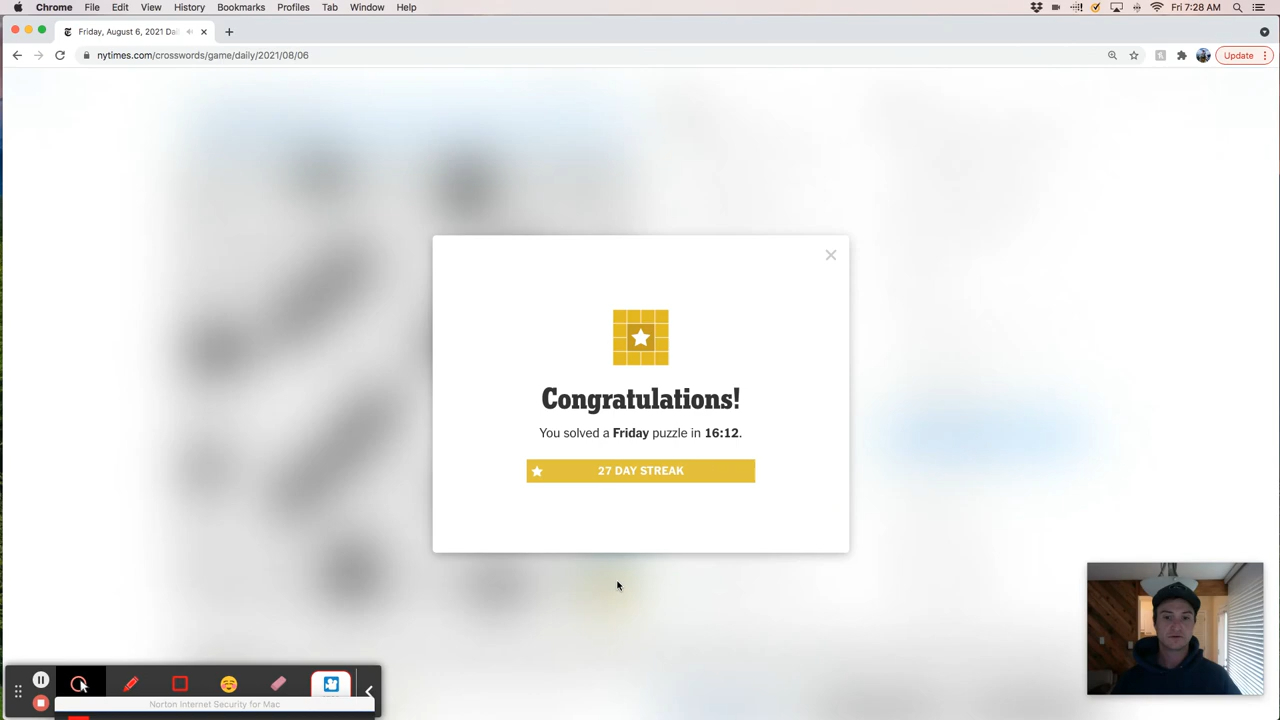 Chrome File Edit View History Bookmarks Profiles Tab Window Help Fri 7:28 AM
Friday, August 6, 2021 Dai
nytimes.com/crosswords/game/daily/2021/08/06 Update
Congratulations!
You solved a Friday puzzle in 16:12.
27 DAY STREAK
Norton Internet Security for Mac